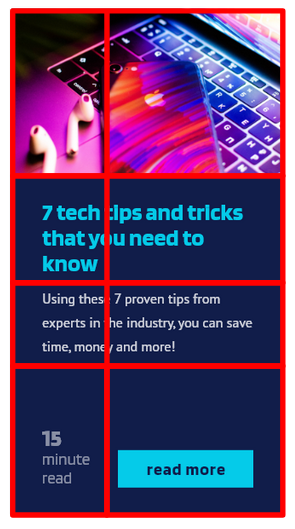 7 tech tips and tricks
that you need to
know
Using these 7 proven tips from
experts in the industry, you can save
time, money and more!
15
minute
read
read more